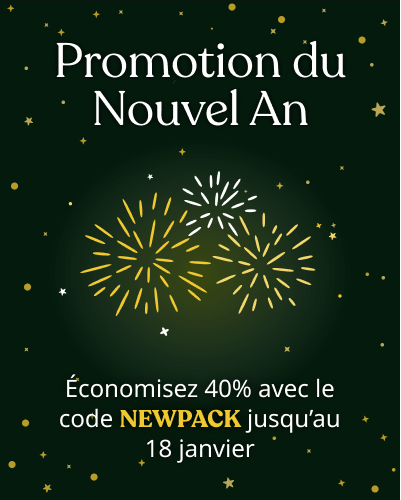 Promotion du
Nouvel An
Économisez 40% avec le
code NEWPACK jusqu’au
18 janvier